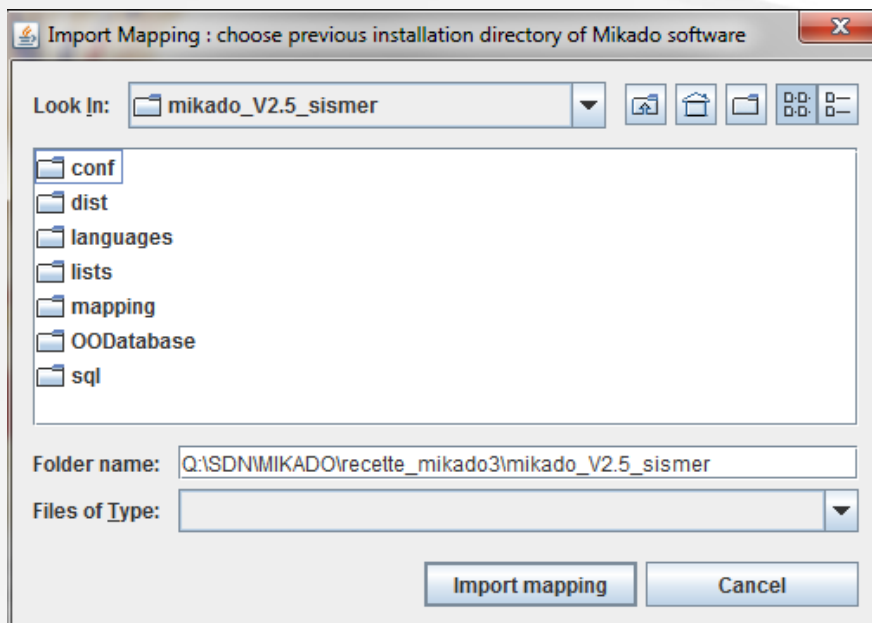 Import Mapping : choose previous installation directory of Mikado software
Look In: mikado_V2.5_sismer
conf
dist
languages
lists
mapping
OODatabase
sql
Folder name: Q:\SDN\MIKADO\recette_mikado3\mikado_V2.5_sismer
Files of Type:
Import mapping Cancel